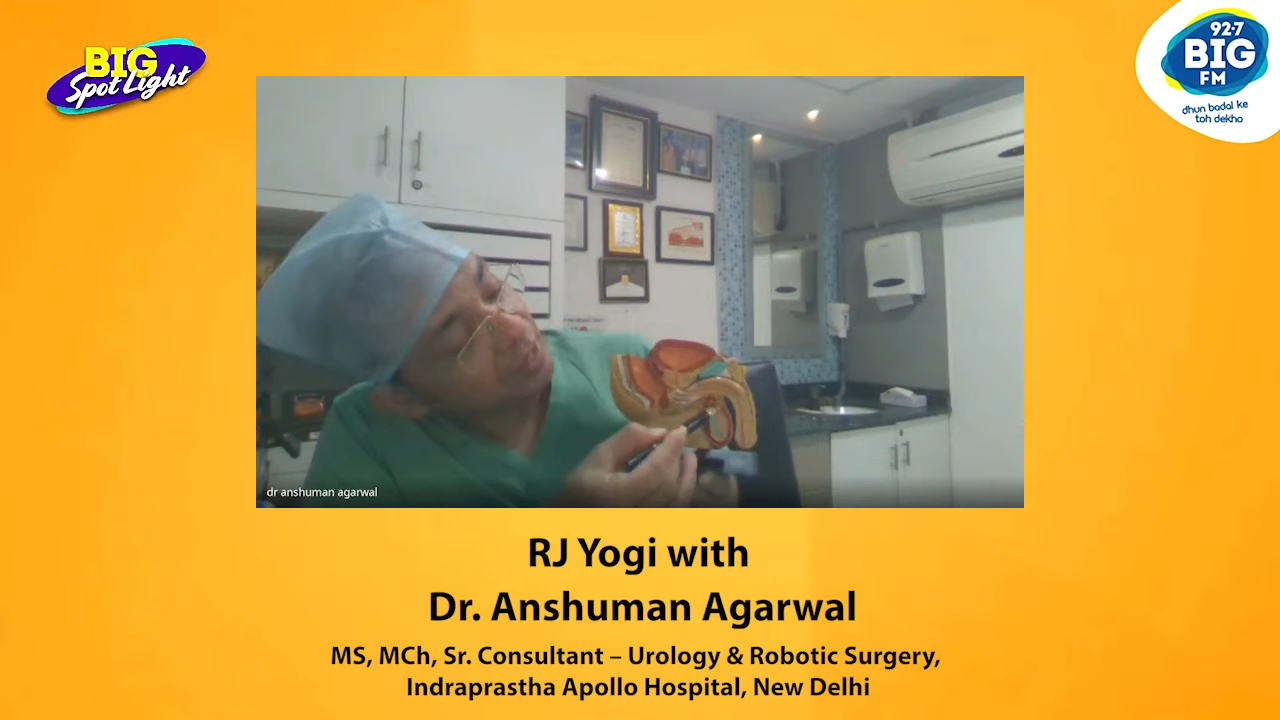 BIG
Spot Light
92.7
BIG
FM
dhun badal ke
toh dekho
dr anshuman agarwal
RJ Yogi with
Dr. Anshuman Agarwal
MS, MCh, Sr. Consultant – Urology & Robotic Surgery,
Indraprastha Apollo Hospital, New Delhi